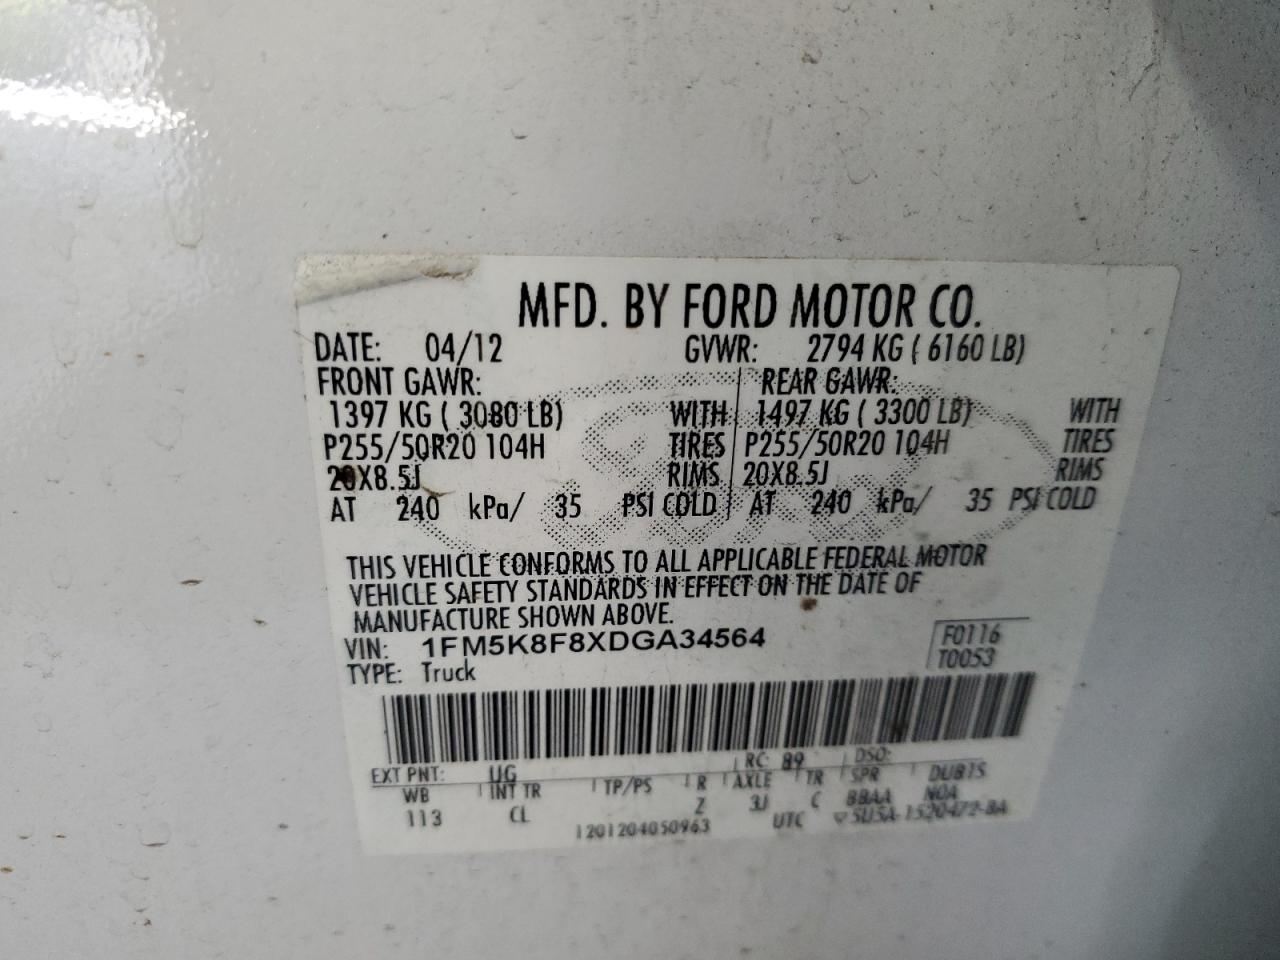 MFD. BY FORD MOTOR CO.
DATE: 04/12 GVWR: 2794 KG ( 6160 LB)
FRONT GAWR: REAR GAWR:
1397 KG ( 3080 LB) WITH 1497 KG ( 3300 LB) WITH
P255/50R20 104H TIRES P255/50R20 104H TIRES
20X8.5J RIMS 20X8.5J RIMS
AT 240 kPa/ 35 PSI COLD AT 240 kPa/ 35 PSI COLD
THIS VEHICLE CONFORMS TO ALL APPLICABLE FEDERAL MOTOR
VEHICLE SAFETY STANDARDS IN EFFECT ON THE DATE OF
MANUFACTURE SHOWN ABOVE.
VIN: 1FM5K8F8XDGA34564 F0116
TYPE: Truck T0053
EXT PNT: UG RC: 89 DSO:
WB INT TR TP/PS R AXLE TR SPR
113 CL Z 3J C
1201204050963 UTC